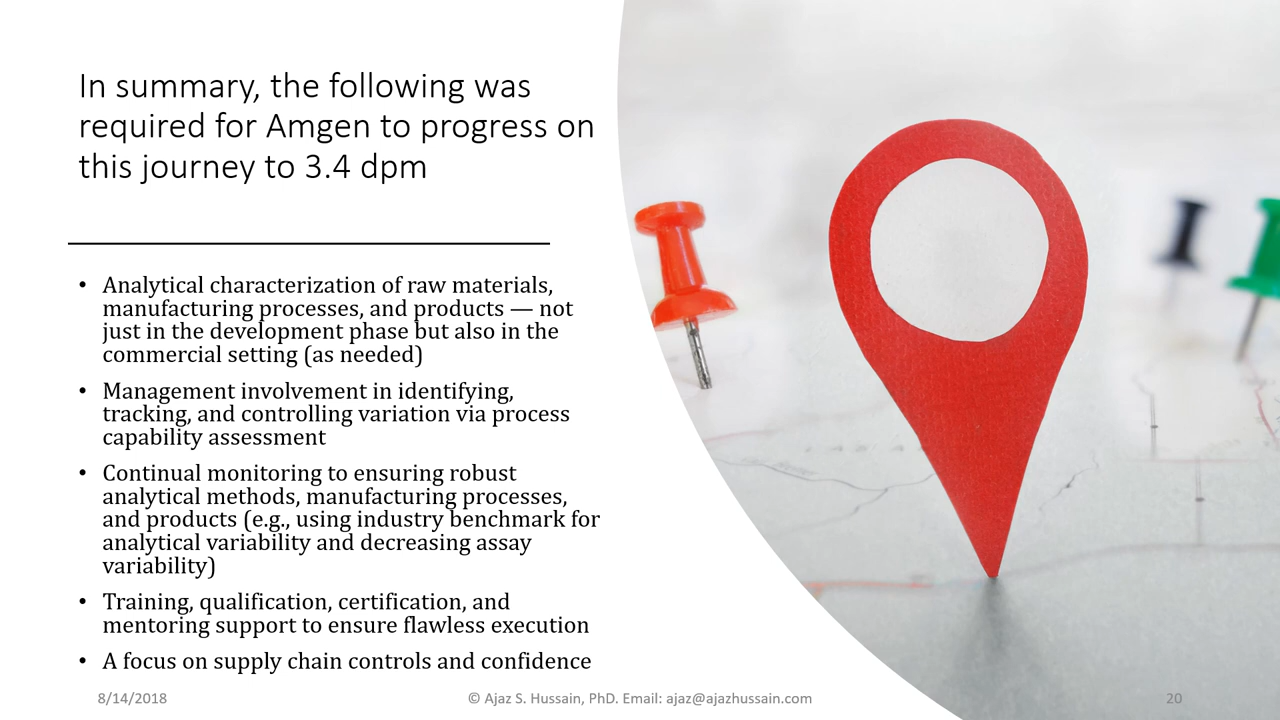 In summary, the following was
required for Amgen to progress on
this journey to 3.4 dpm
• Analytical characterization of raw materials,
manufacturing processes, and products — not
just in the development phase but also in the
commercial setting (as needed)
• Management involvement in identifying,
tracking, and controlling variation via process
capability assessment
• Continual monitoring to ensuring robust
analytical methods, manufacturing processes,
and products (e.g., using industry benchmark for
analytical variability and decreasing assay
variability)
• Training, qualification, certification, and
mentoring support to ensure flawless execution
• A focus on supply chain controls and confidence
8/14/2018
© Ajaz S. Hussain, PhD. Email: ajaz@ajazhussain.com
20